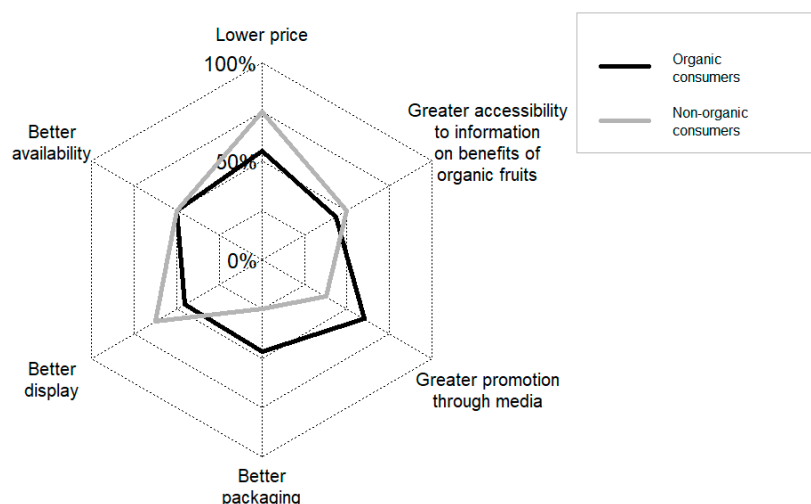 Lower price
100%
Organic
consumers
Non-organic
consumers
Greater accessibility
to information
on benefits of
organic fruits
Better
availability
50%
0%
Better
display
Greater promotion
through media
Better
packaging